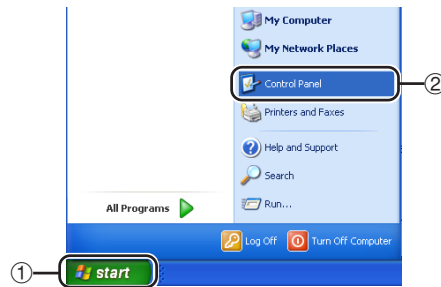 My Computer
My Network Places
Control Panel
②
Printers and Faxes
Help and Support
Search
All Programs
Run...
Log Off
Turn Off Computer
①
start